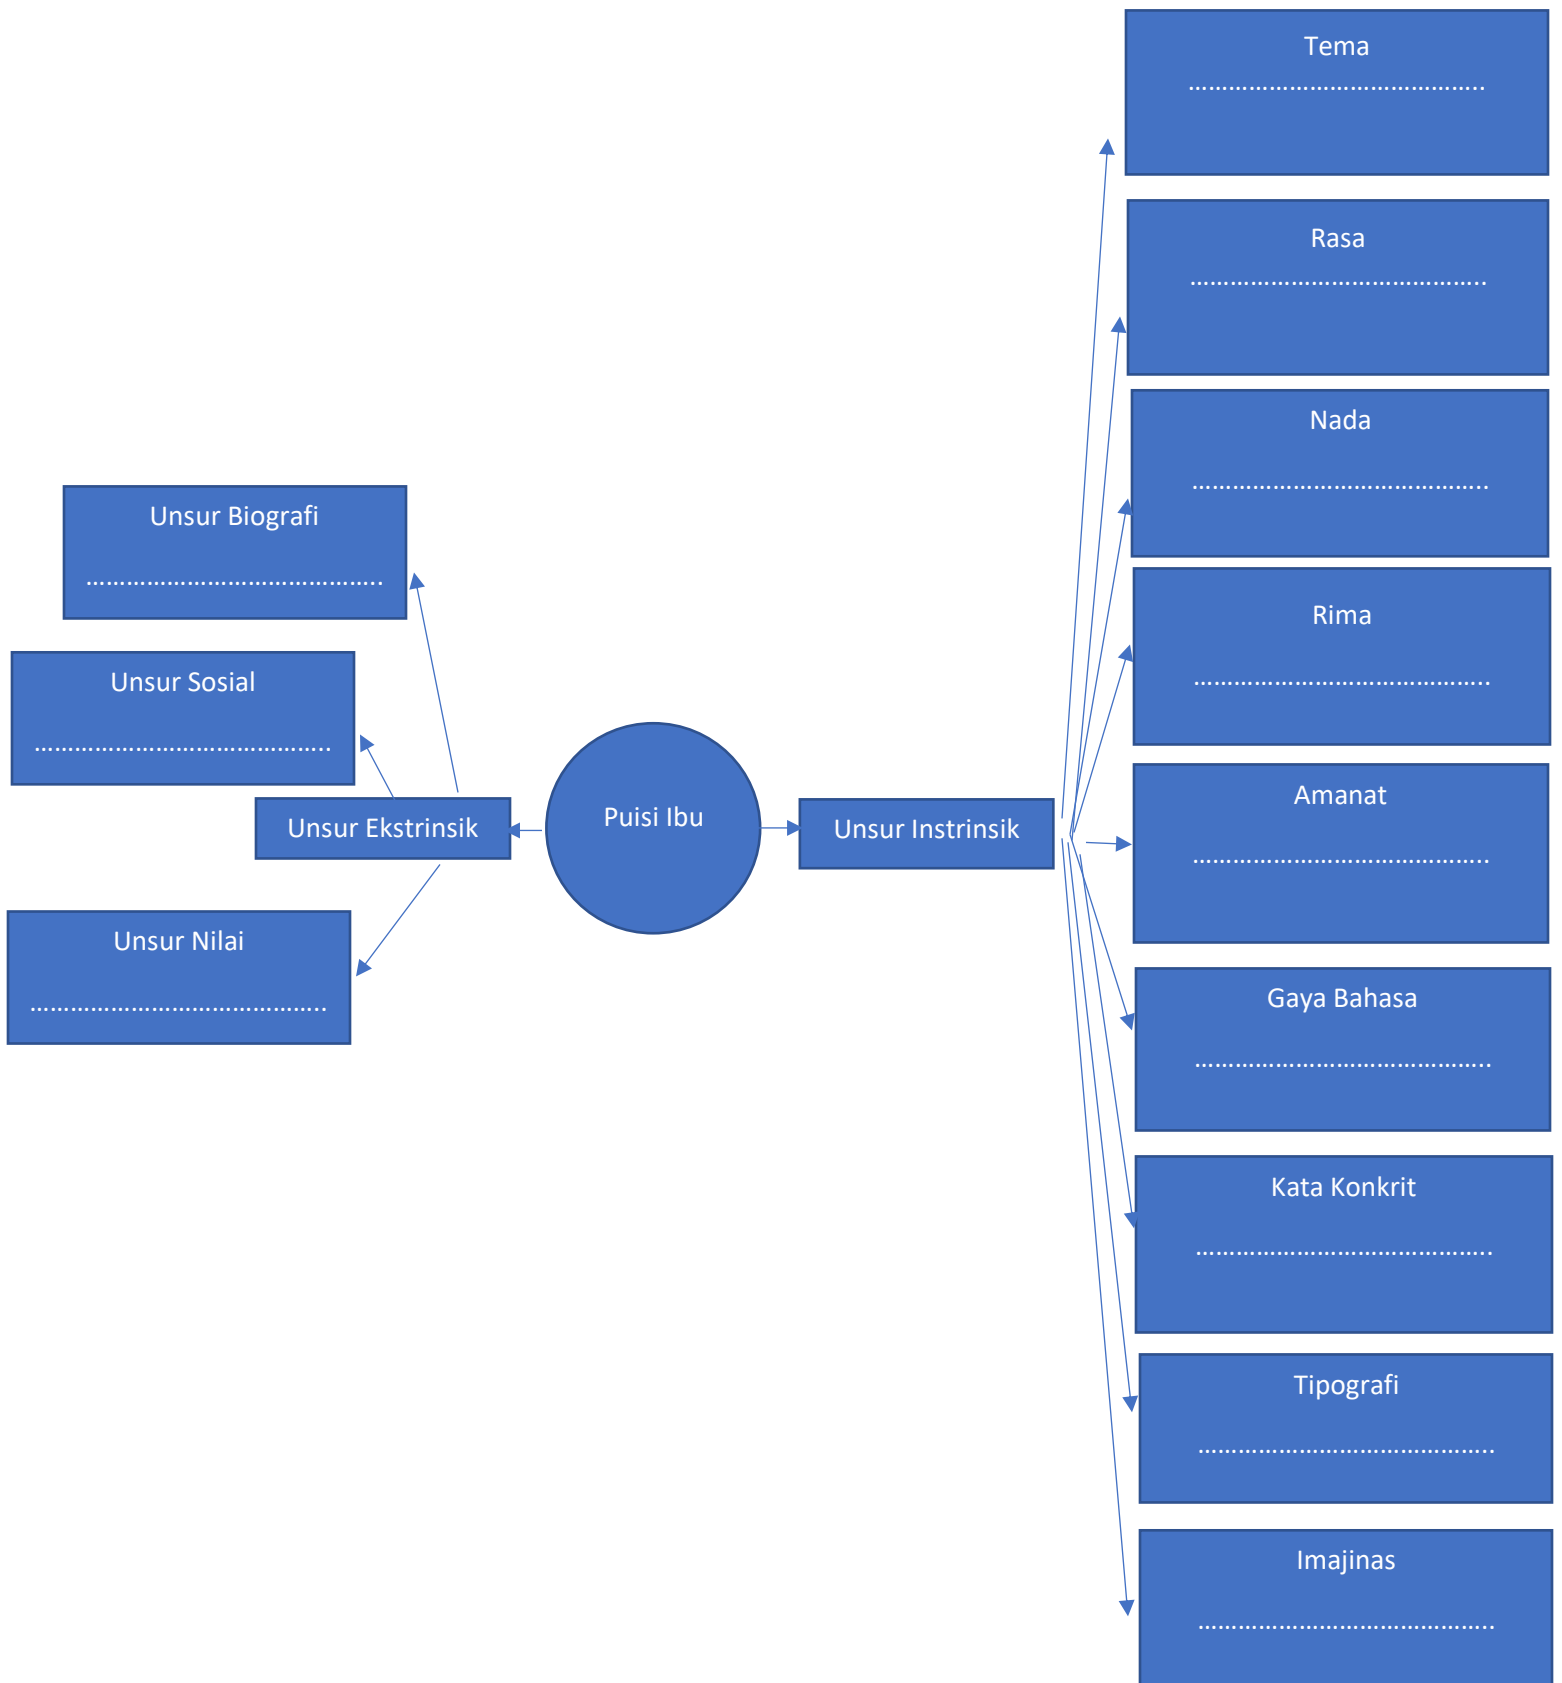 Tema
……………………………………..
Rasa
……………………………………..
Nada
……………………………………..
Unsur Biografi
……………………………………..
Rima
……………………………………..
Unsur Sosial
……………………………………..
Amanat
……………………………………..
Puisi Ibu
Unsur Ekstrinsik
Unsur Instrinsik
Unsur Nilai
……………………………………..
Gaya Bahasa
……………………………………..
Kata Konkrit
……………………………………..
Tipografi
……………………………………..
Imajinas
……………………………………..